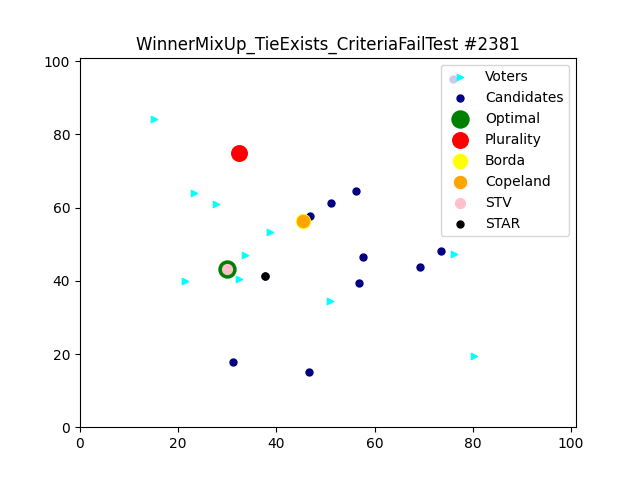 WinnerMixUp_TieExists_CriteriaFailTest #2381
100
80
60
40
20
0
0 20 40 60 80 100
Voters
Candidates
Optimal
Plurality
Borda
Copeland
STV
STAR